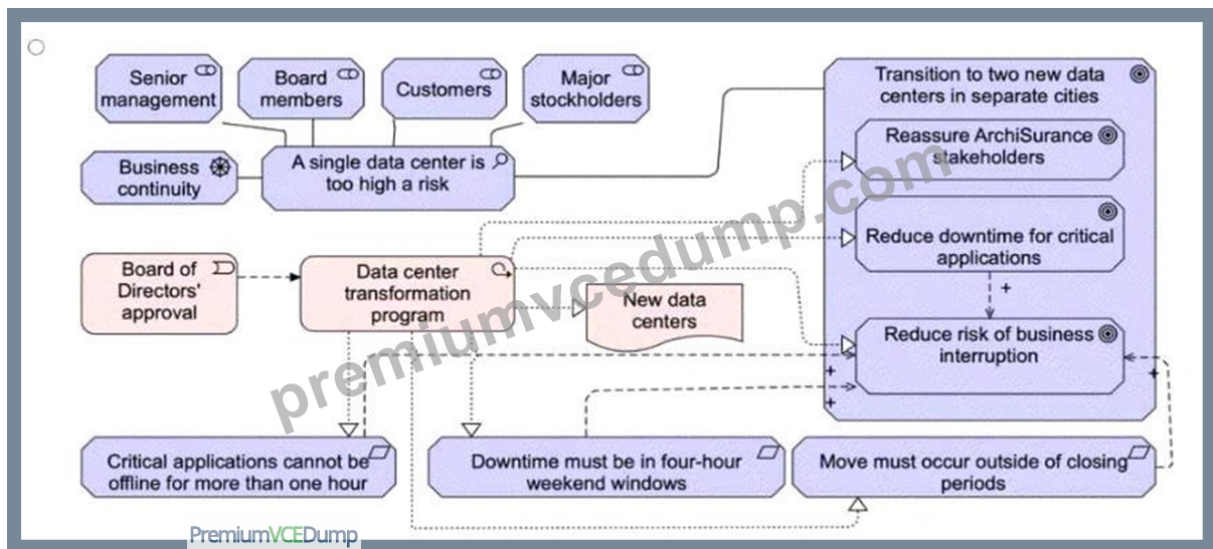 Senior
management
Board
members
Customers
Major
stockholders
Transition to two new data
centers in separate cities
Reassure ArchiSurance
stakeholders
Business
continuity
A single data center is
too high a risk
Reduce downtime for critical
applications
Board of
Directors'
approval
Data center
transformation
program
New data
centers
+
Reduce risk of business
interruption
+
+
+
Critical applications cannot be
offline for more than one hour
Downtime must be in four-hour
weekend windows
Move must occur outside of closing
periods
premiumvcedump.com
PremiumVCEDump